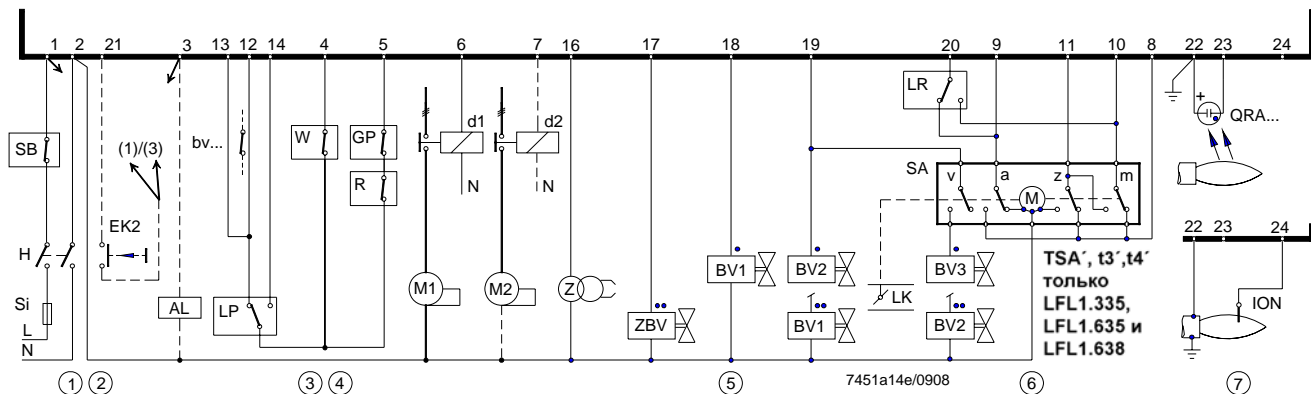 1 2 21 3 13 12 14 4 5 6 7 16 17 18 19 20 9 11 10 8 22 23 24
LR
+
QRA...
d1
d2
SB
(1)/(3)
bv...
W
GP
R
N
N
SA
v
a
z
m
M
EK2
H
Si
L
N
AL
LP
M1
M2
Z
ZBV
BV1
BV2
BV1
LK
BV3
BV2
TSA´, t3´,t4´
только
LFL1.335,
LFL1.635 и
LFL1.638
22 23 24
ION
1 2 3 4 5 7451a14e/0908 6 7